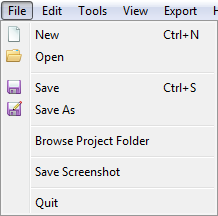 File Edit Tools View Export
New Ctrl+N
Open
Save Ctrl+S
Save As
Browse Project Folder
Save Screenshot
Quit